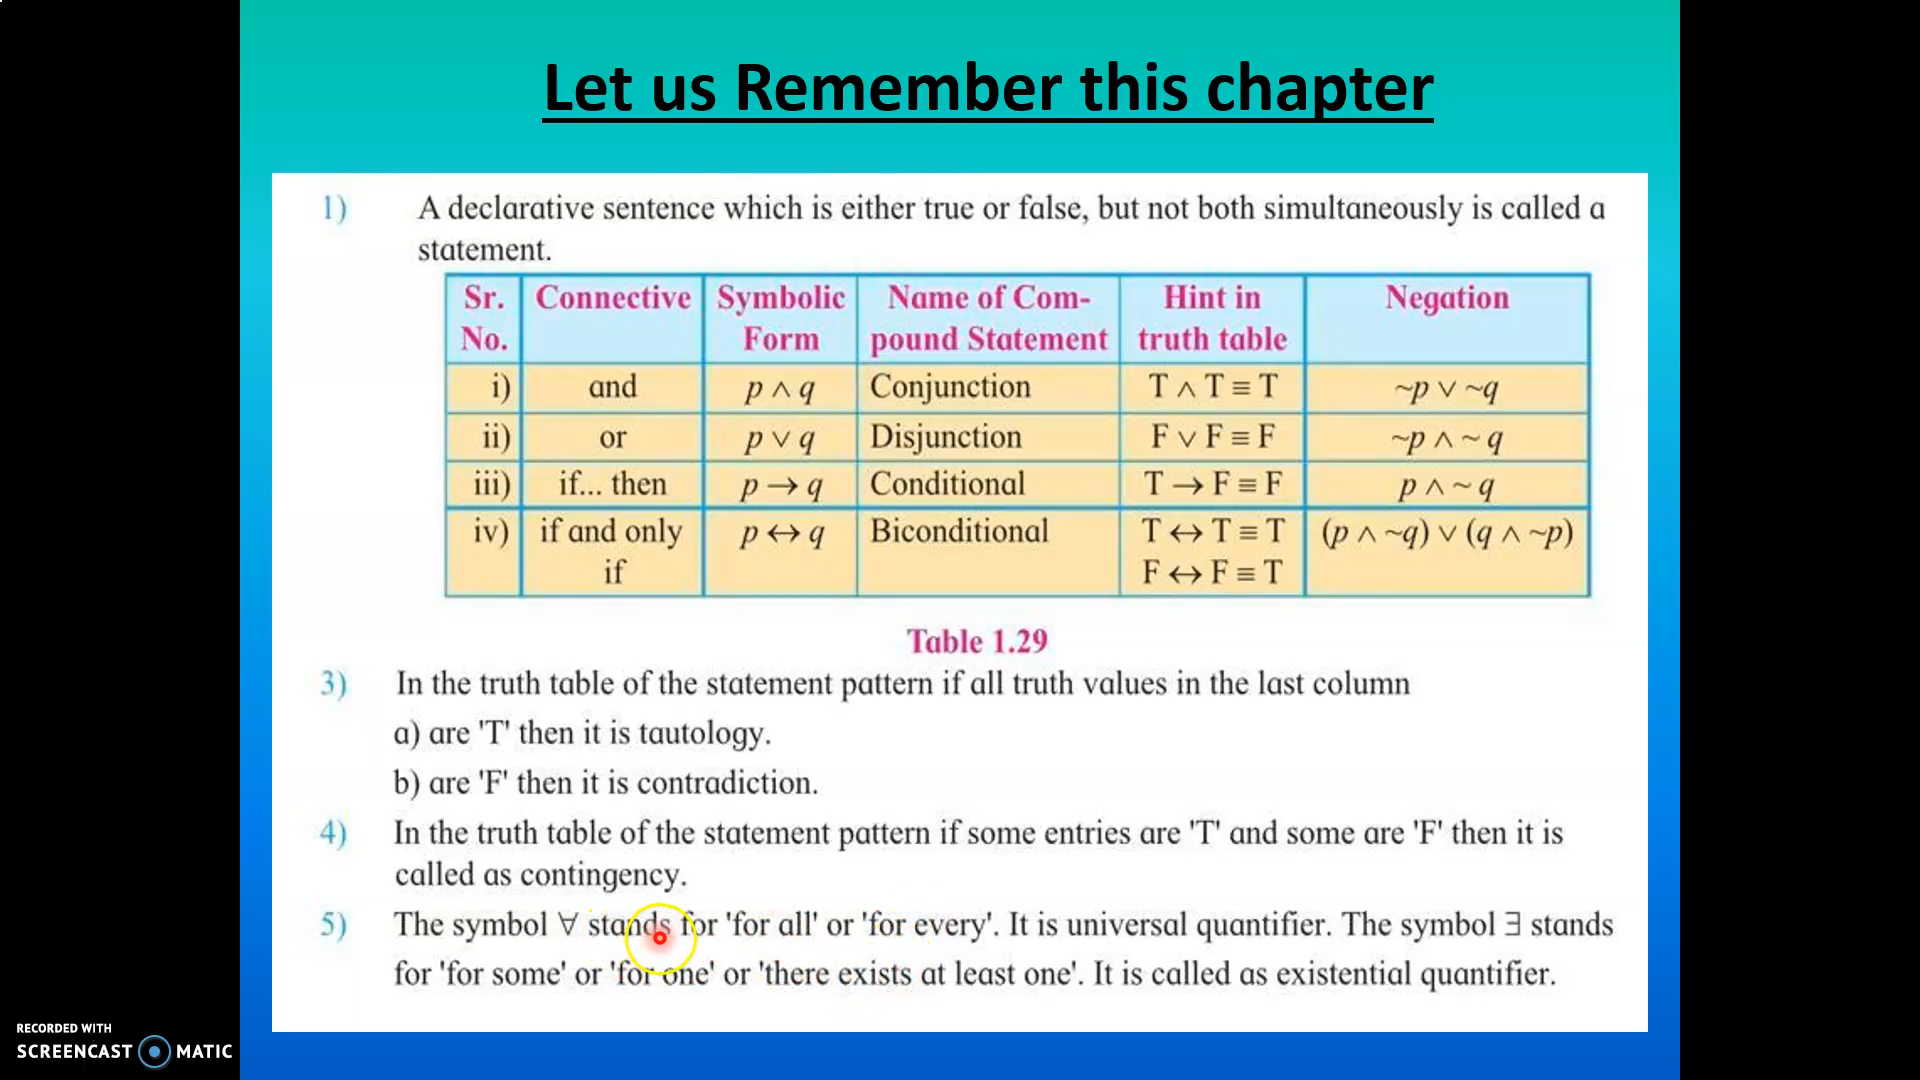 Let us Remember this chapter
1) A declarative sentence which is either true or false, but not both simultaneously is called a
statement.
Sr. No. Connective Symbolic Form Name of Com-pound Statement Hint in truth table Negation
i) and p ∧ q Conjunction T ∧ T ≡ T ~p ∨ ~q
ii) or p ∨ q Disjunction F ∨ F ≡ F ~p ∧ ~ q
iii) if... then p → q Conditional T → F ≡ F p ∧ ~ q
iv) if and only if p ↔ q Biconditional T ↔ T ≡ T F ↔ F ≡ T (p ∧ ~q) ∨ (q ∧ ~p)
Table 1.29
3) In the truth table of the statement pattern if all truth values in the last column
a) are 'T' then it is tautology.
b) are 'F' then it is contradiction.
4) In the truth table of the statement pattern if some entries are 'T' and some are 'F' then it is
called as contingency.
5) The symbol ∀ stands for 'for all' or 'for every'. It is universal quantifier. The symbol ∃ stands
for 'for some' or 'for one' or 'there exists at least one'. It is called as existential quantifier.
RECORDED WITH
SCREENCAST MATIC